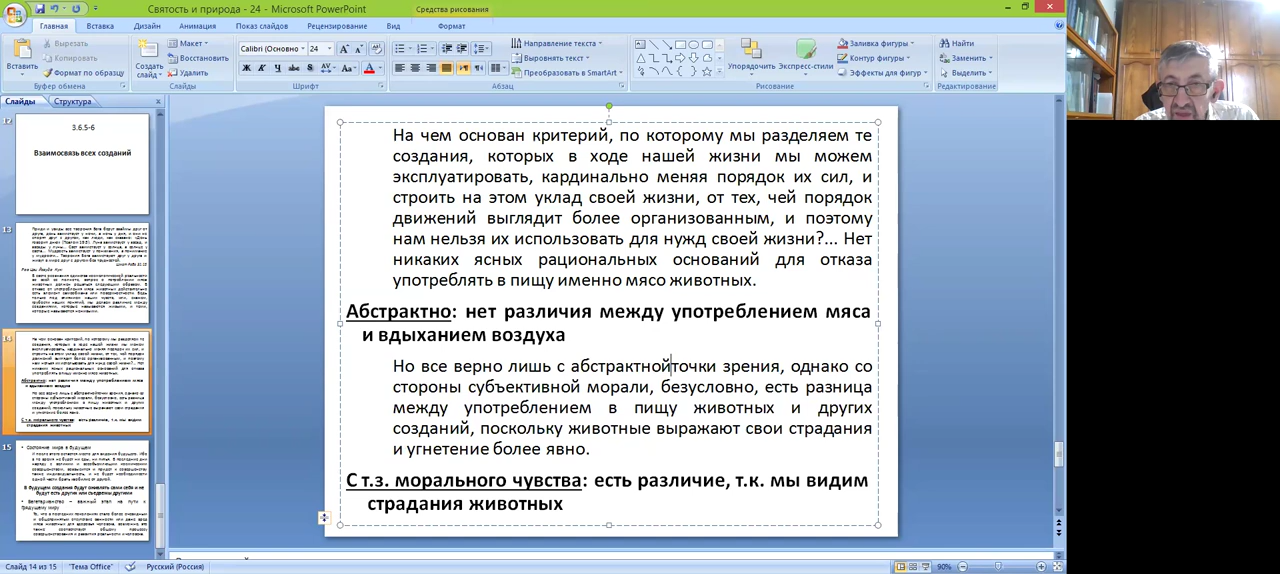 Святость и природа - 24 - Microsoft PowerPoint
Средства рисования
Главная Вставка Дизайн Анимация Показ слайдов Рецензирование Вид Формат
Вырезать
Копировать
Формат по образцу
Вставить
Буфер обмена
Создать слайд
Макет
Восстановить
Удалить
Слайды
Calibri (Основно 24
Шрифт
Направление текста
Выровнять текст
Преобразовать в SmartArt
Абзац
Упорядочить
Экспресс-стили
Заливка фигуры
Контур фигуры
Эффекты для фигур
Рисование
Найти
Заменить
Выделить
Редактирование
Слайды Структура
12
3.6.5-6
Взаимосвязь всех созданий
13
14
15
На чем основан критерий, по которому мы разделяем те
создания, которых в ходе нашей жизни мы можем
эксплуатировать, кардинально меняя порядок их сил, и
строить на этом уклад своей жизни, от тех, чей порядок
движений выглядит более организованным, и поэтому
нам нельзя их использовать для нужд своей жизни?... Нет
никаких ясных рациональных оснований для отказа
употреблять в пищу именно мясо животных.
Абстрактно: нет различия между употреблением мяса
и вдыханием воздуха
Но все верно лишь с абстрактной точки зрения, однако со
стороны субъективной морали, безусловно, есть разница
между употреблением в пищу животных и других
созданий, поскольку животные выражают свои страдания
и угнетение более явно.
С т.з. морального чувства: есть различие, т.к. мы видим
страдания животных
Слайд 14 из 15
"Тема Office"
Русский (Россия)
90%